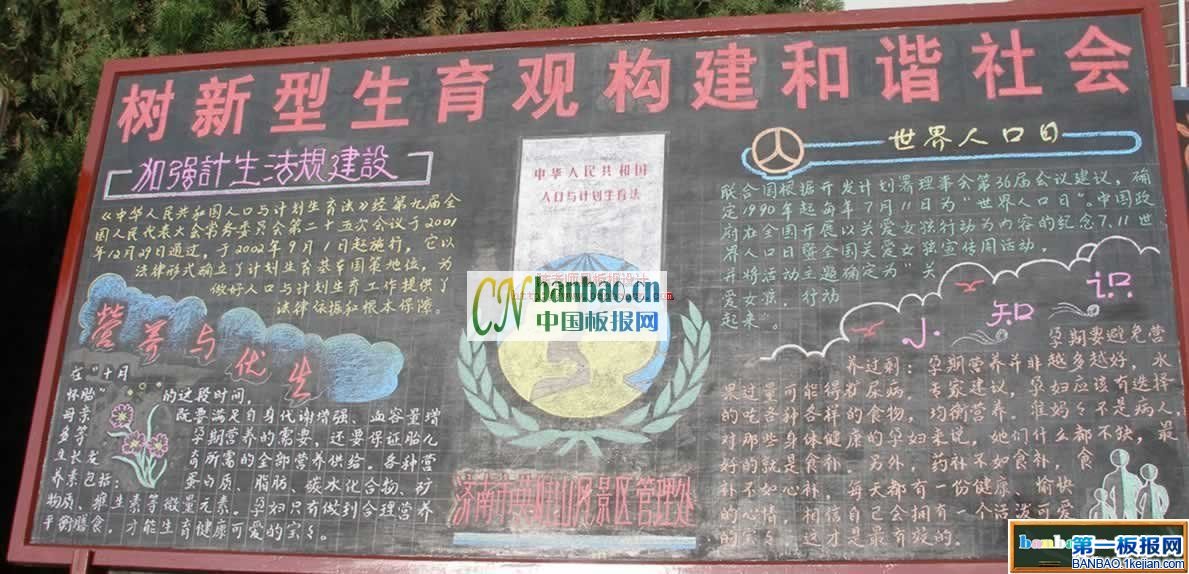 树新型生育观构建和谐社会
加强計生法规建設
《中华人民共和国人口与计划生育法》经第九届全
国人民代表大会常务委员会第二十五次会议于2001
年12月29日通过，于2002年9月1日起施行，它以
法律形式确立了计划生育基本国策地位，为
做好人口与计划生育工作提供了
法律依据和根本保障。
营养与优生
在"十月
怀胎"的这段时间，
母亲既要满足自身代谢增强、血容量增
多等孕期营养的需要，还要保证胎儿
生长发育所需的全部营养供给。各种营
养素包括：蛋白质、脂肪、碳水化合物、矿
物质、维生素等微量元素。孕妇只有做到合理营养
平衡膳食，才能生育健康可爱的宝々。
中华人民共和国
人口与计划生育法
CN banbao.cn
中国板报网
济南市 风景区管理处
世界人口日
联合国根据开发计划署理事会第36届会议建议，确
定1990年起每年7月11日为"世界人口日"。中国政
府在全国开展以关爱女孩行动为内容的纪念7.11世
界人口日暨全国关爱女孩宣传周活动，
并将活动主题确定为"关
爱女孩，行动
起来"。
小知识
孕期要避免营
养过剩：孕期营养并非越多越好，水
果过量可能得糖尿病。专家建议，孕妇应该有选择
的吃各种各样的食物，均衡营养。准妈々不是病人，
对那些身体健康的孕妇来说，她们什么都不缺，最
好的就是食补。另外，药补不如食补，食
补不如心补，每天都有一份健康、愉快
的心情，相信自己会拥有一个活泼可爱
的宝々，这才是最有效的。
第一板报网
BANBAO.1kejian.com